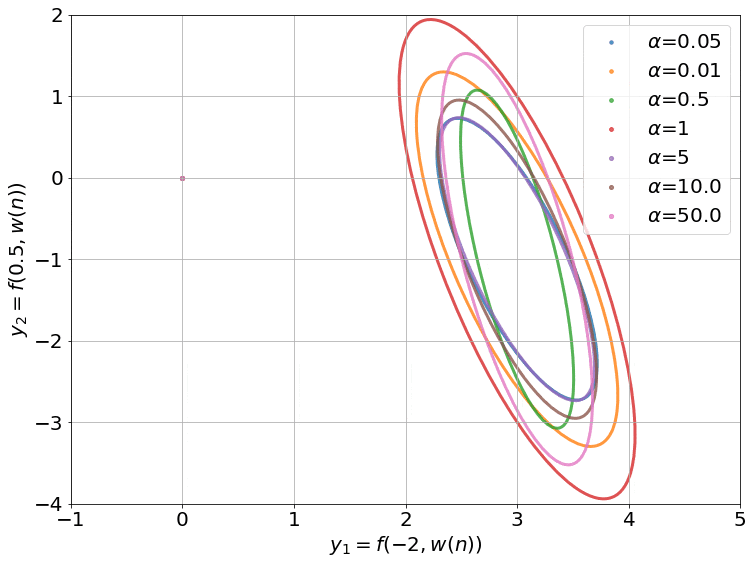 2
1
0
−1
−2
−3
−4
y₂ = f(0.5, w(n))
α=0.05
α=0.01
α=0.5
α=1
α=5
α=10.0
α=50.0
−1 0 1 2 3 4 5
y₁ = f(−2, w(n))